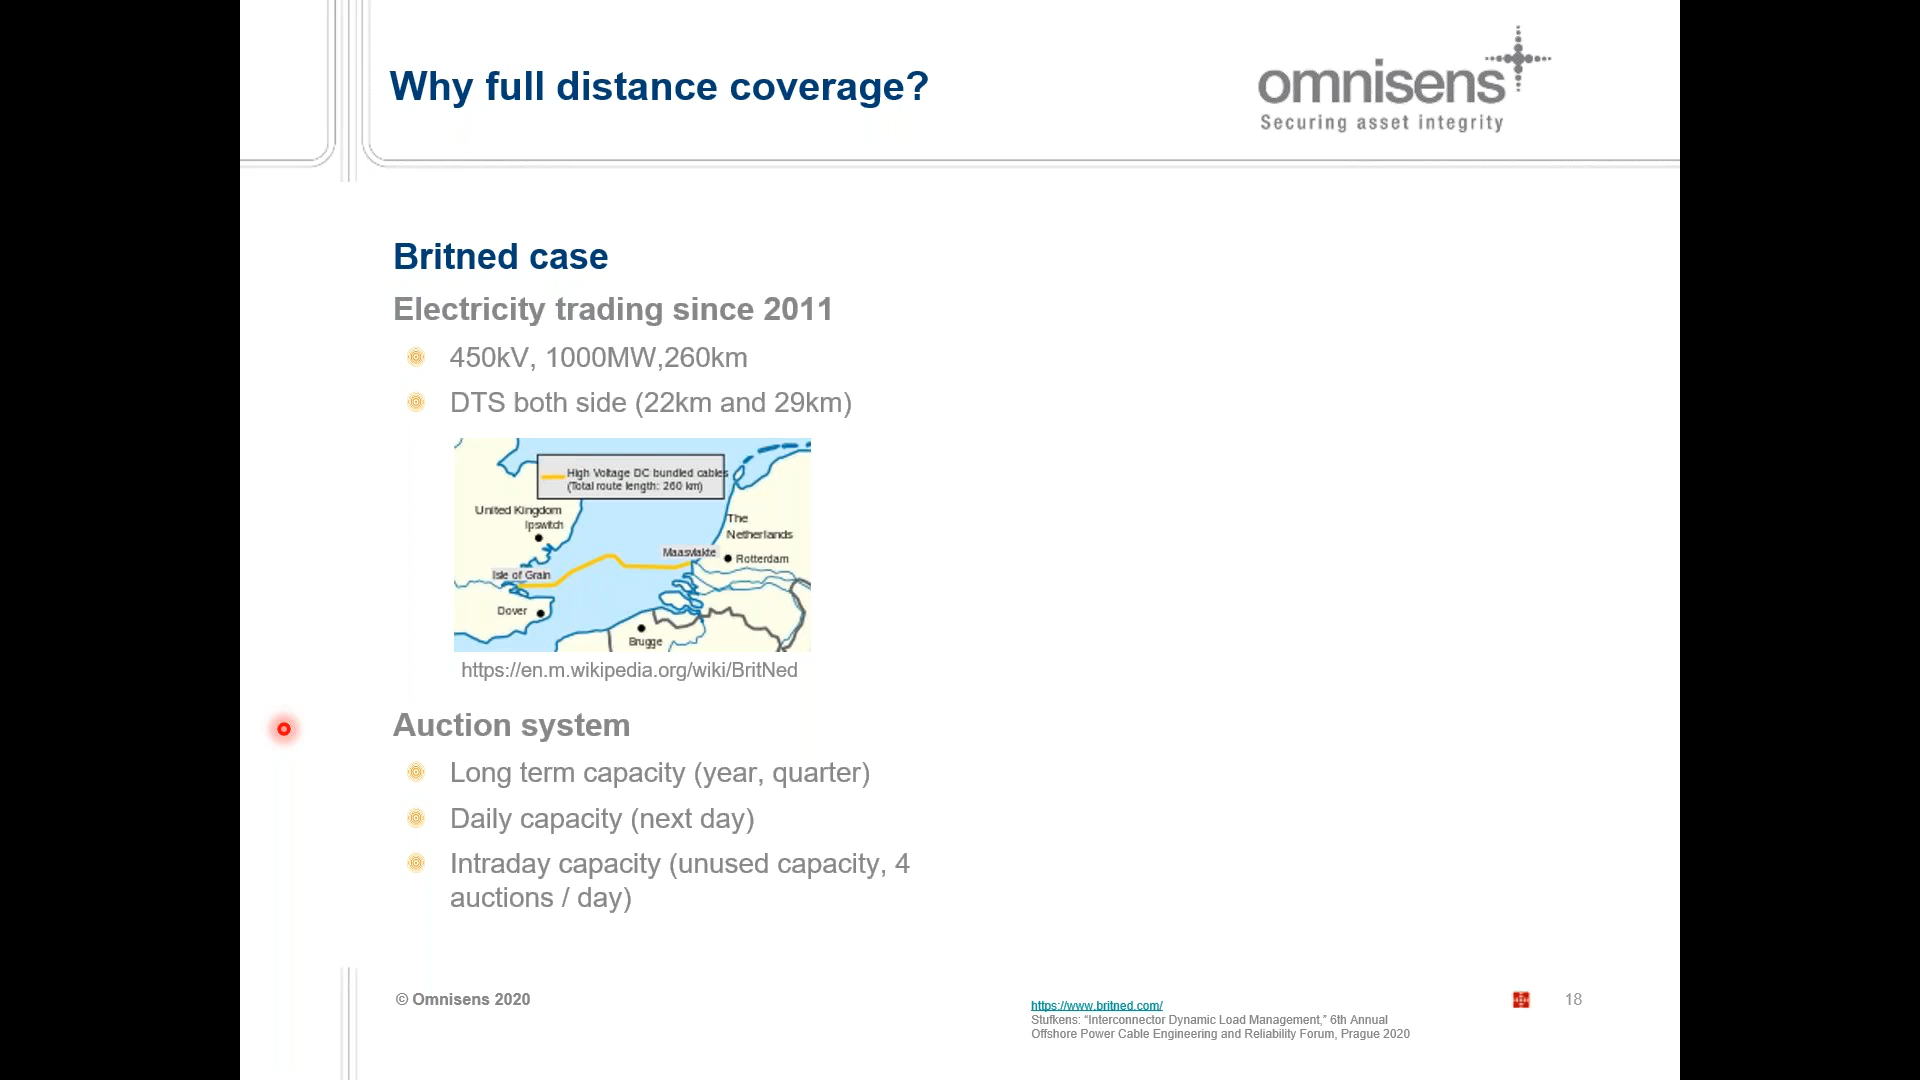 Why full distance coverage?
omnisens
Securing asset integrity
Britned case
Electricity trading since 2011
450kV, 1000MW,260km
DTS both side (22km and 29km)
High Voltage DC bundled cables
(Total route length: 260 km)
United Kingdom
Ipswitch
The
Netherlands
Maasvlakte
Rotterdam
Isle of Grain
Dover
Brugge
https://en.m.wikipedia.org/wiki/BritNed
Auction system
Long term capacity (year, quarter)
Daily capacity (next day)
Intraday capacity (unused capacity, 4
auctions / day)
© Omnisens 2020
https://www.britned.com/
Stufkens: “Interconnector Dynamic Load Management,” 6th Annual
Offshore Power Cable Engineering and Reliability Forum, Prague 2020
18